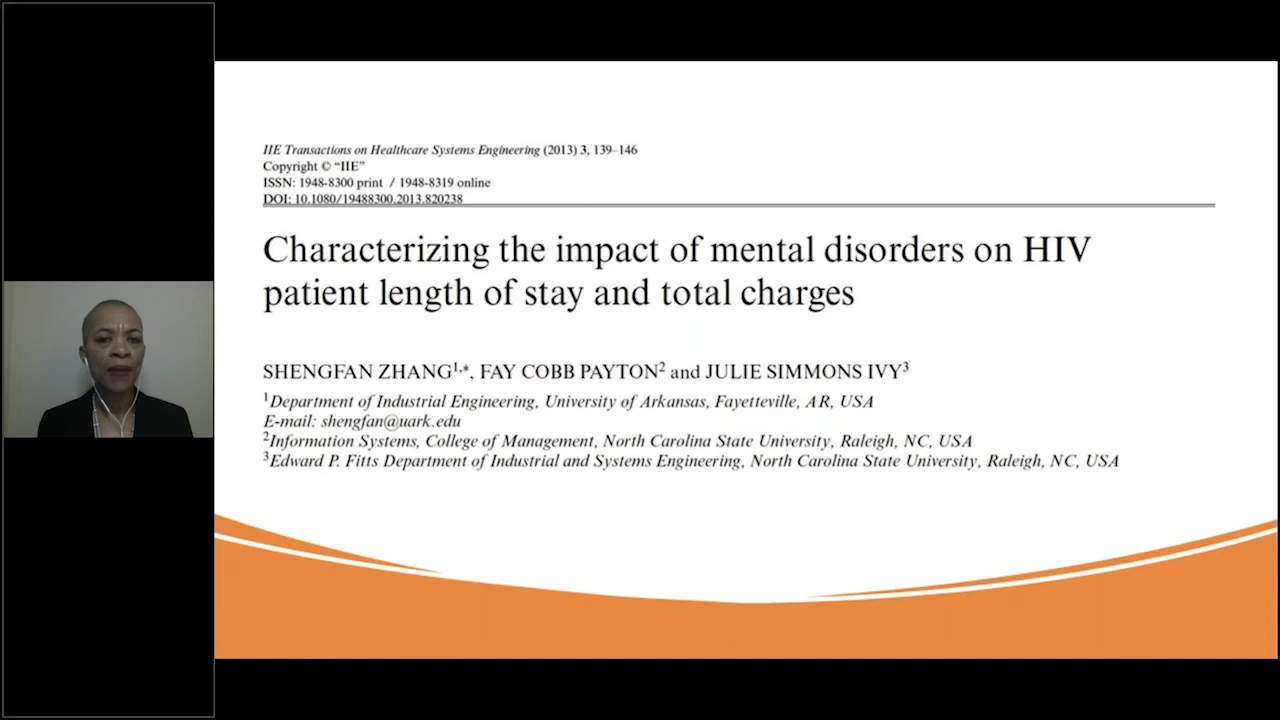 IIE Transactions on Healthcare Systems Engineering (2013) 3, 139–146
Copyright © “IIE”
ISSN: 1948-8300 print / 1948-8319 online
DOI: 10.1080/19488300.2013.820238
Characterizing the impact of mental disorders on HIV
patient length of stay and total charges
SHENGFAN ZHANG1,*, FAY COBB PAYTON2 and JULIE SIMMONS IVY3
1Department of Industrial Engineering, University of Arkansas, Fayetteville, AR, USA
E-mail: shengfan@uark.edu
2Information Systems, College of Management, North Carolina State University, Raleigh, NC, USA
3Edward P. Fitts Department of Industrial and Systems Engineering, North Carolina State University, Raleigh, NC, USA